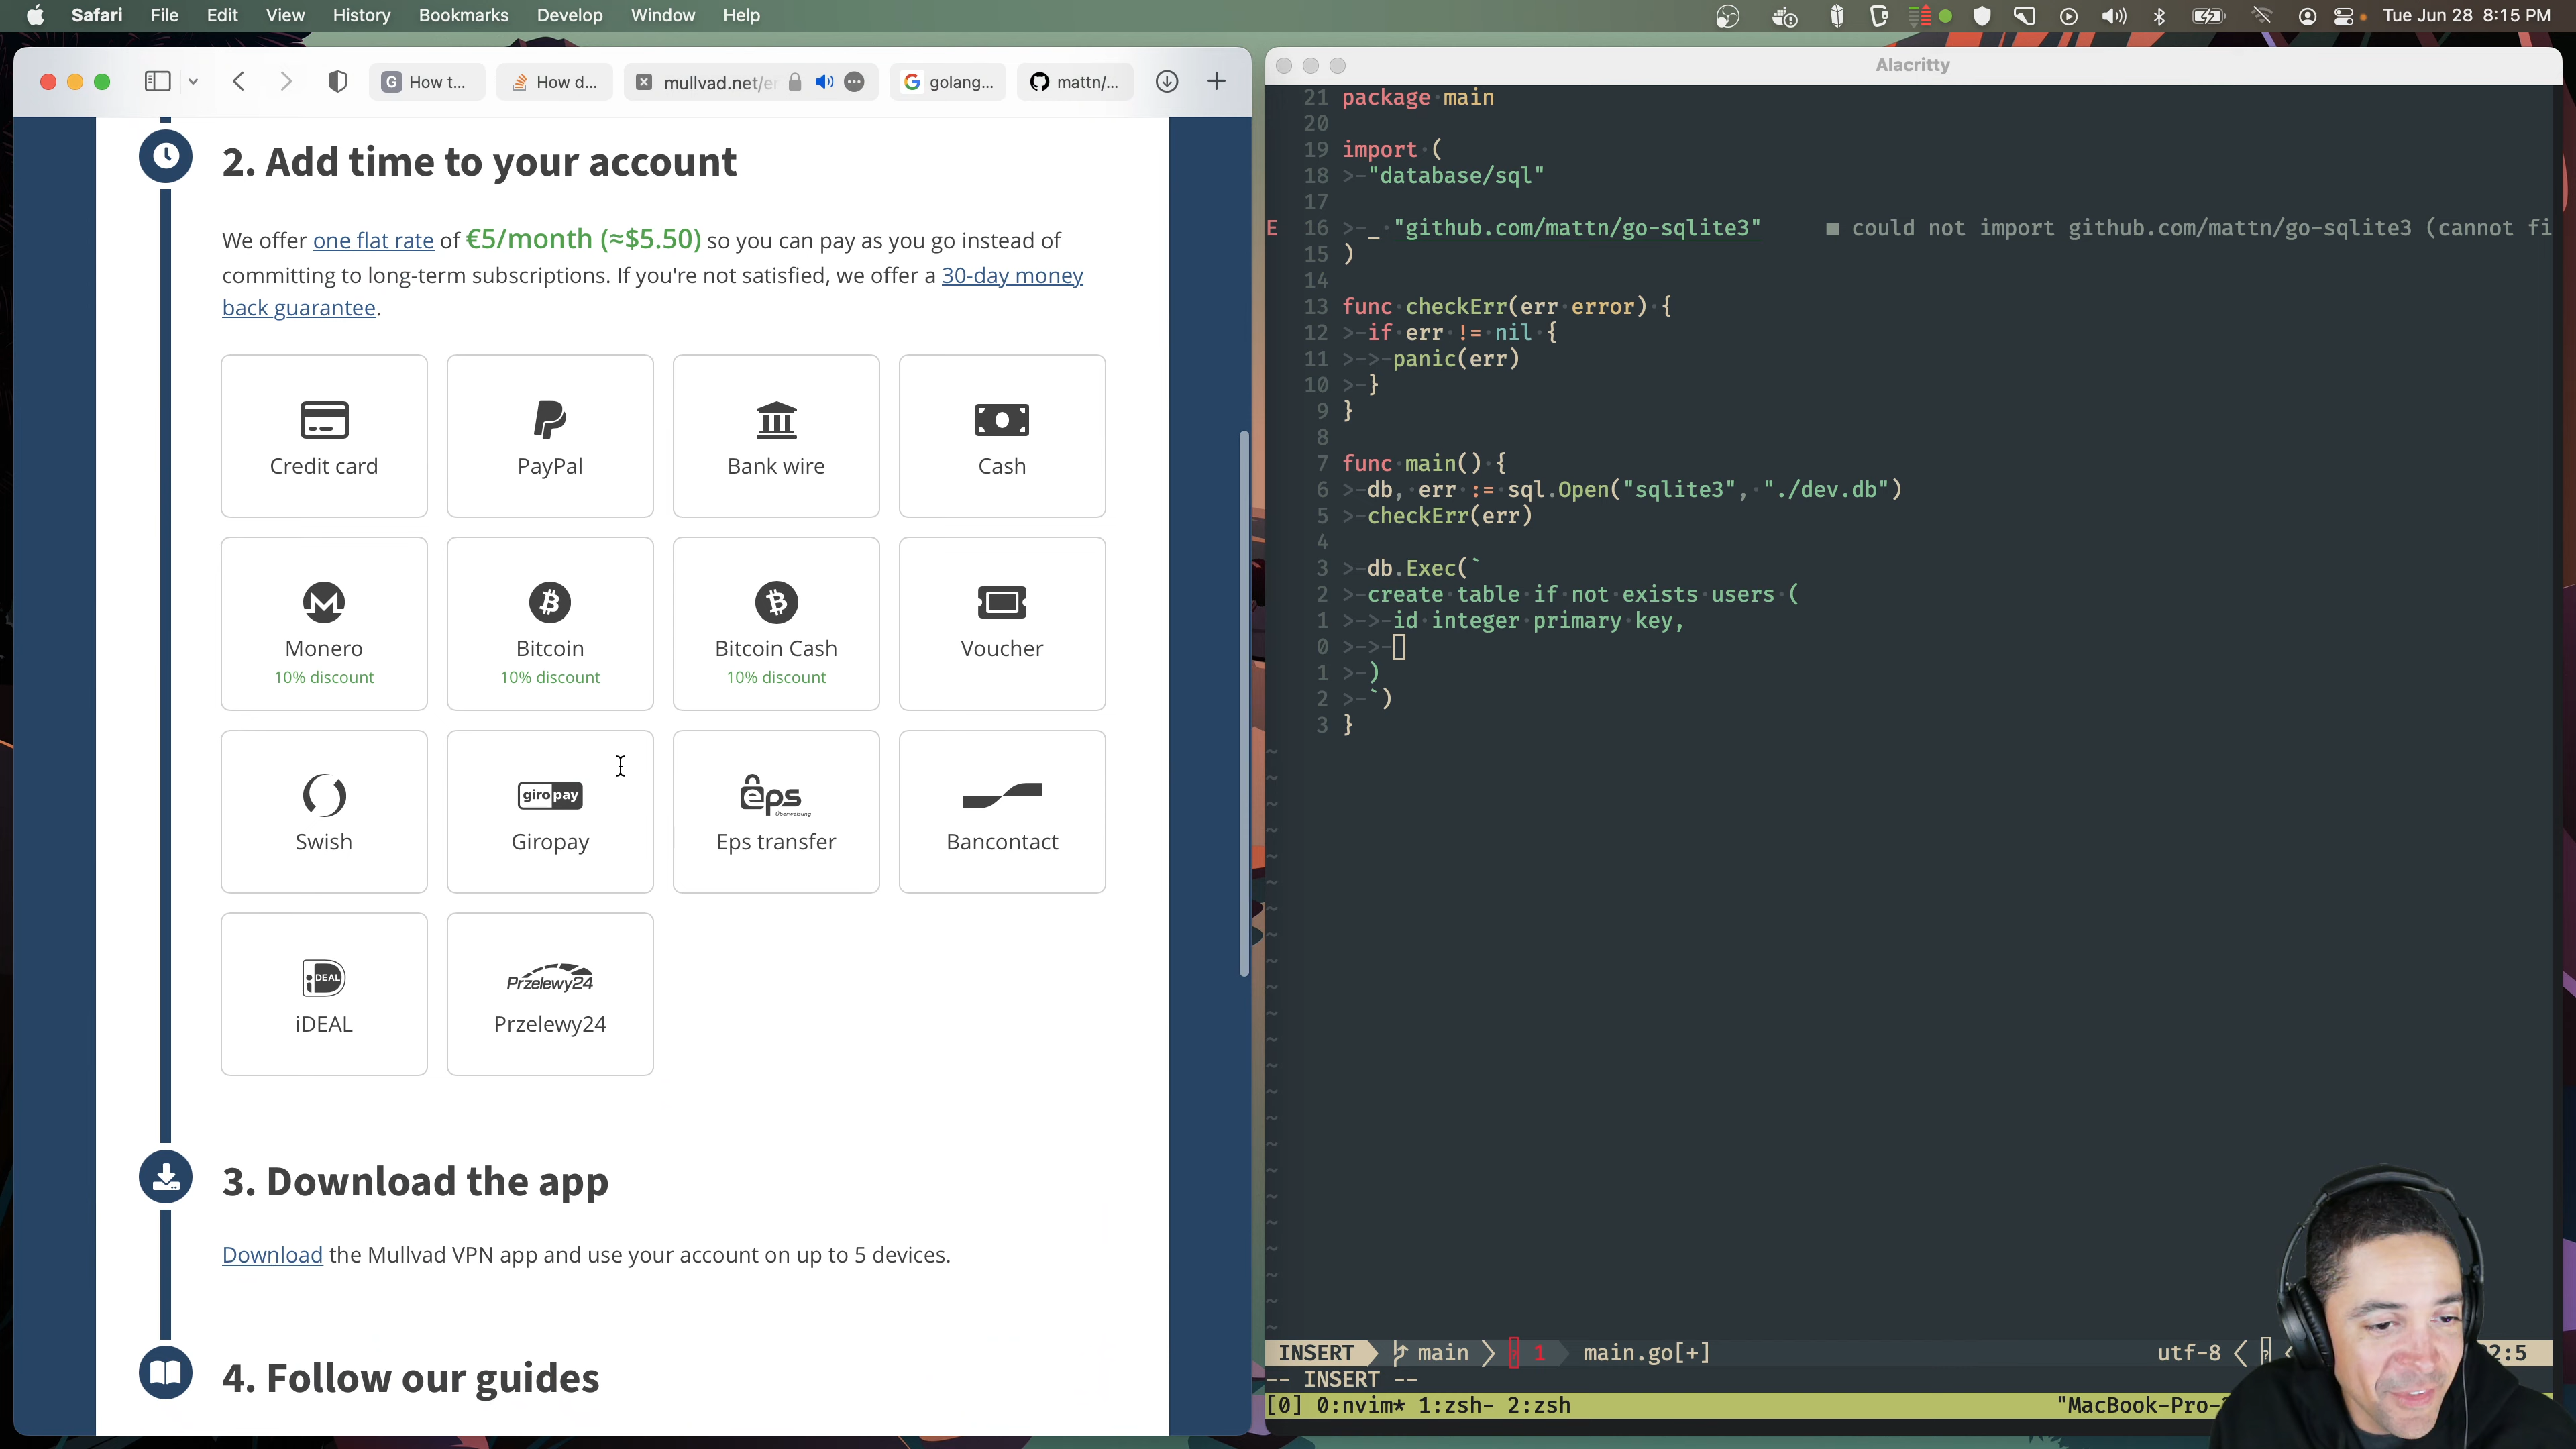 Safari File Edit View History Bookmarks Develop Window Help Tue Jun 28 8:15 PM
How t... How d... mullvad.net/er golang... mattn/...
2. Add time to your account
We offer one flat rate of €5/month (≈$5.50) so you can pay as you go instead of
committing to long-term subscriptions. If you're not satisfied, we offer a 30-day money
back guarantee.
Credit card PayPal Bank wire Cash
Monero Bitcoin Bitcoin Cash Voucher
10% discount 10% discount 10% discount
giropay eps Überweisung
Swish Giropay Eps transfer Bancontact
iDEAL Przelewy24
iDEAL Przelewy24
3. Download the app
Download the Mullvad VPN app and use your account on up to 5 devices.
4. Follow our guides
Alacritty
21 package main
20
19 import (
18 >-"database/sql"
17
E 16 >-_ "github.com/mattn/go-sqlite3" ■ could not import github.com/mattn/go-sqlite3 (cannot fi
15 )
14
13 func checkErr(err error) {
12 >-if err != nil {
11 >->-panic(err)
10 >-}
9 }
8
7 func main() {
6 >-db, err := sql.Open("sqlite3", "./dev.db")
5 >-checkErr(err)
4
3 >-db.Exec(`
2 >-create table if not exists users (
1 >->-id integer primary key,
0 >->-
1 >-)
2 >-`)
3 }
INSERT main 1 main.go[+] utf-8 2:5
-- INSERT --
[0] 0:nvim* 1:zsh- 2:zsh "MacBook-Pro-